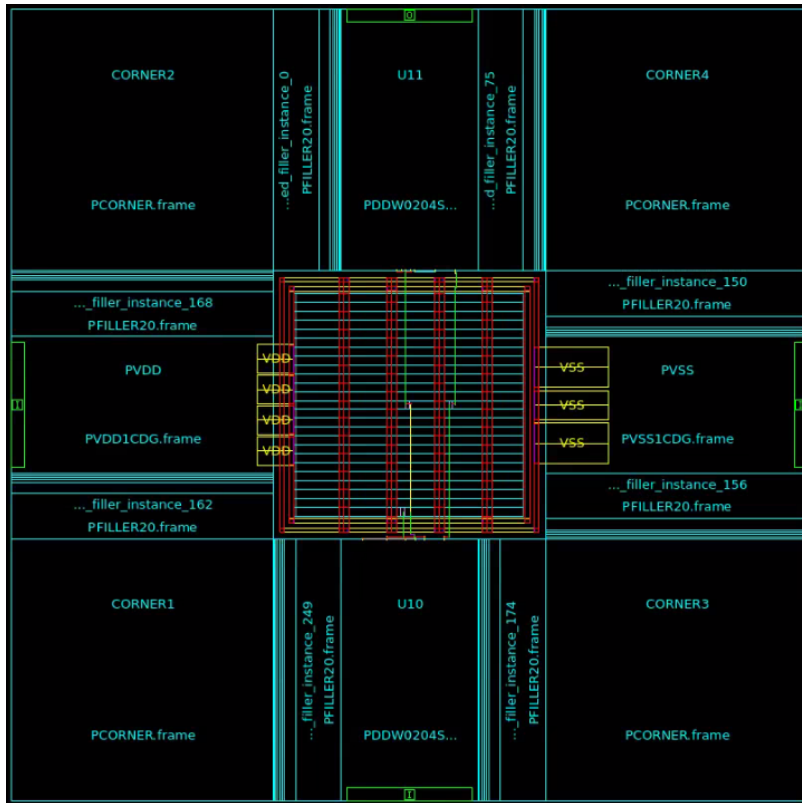 O
CORNER2
...ed_filler_instance_0
PFILLER20.frame
U11
...d_filler_instance_75
PFILLER20.frame
CORNER4
PCORNER.frame
PDDW0204S...
PCORNER.frame
..._filler_instance_168
PFILLER20.frame
..._filler_instance_150
PFILLER20.frame
PVDD
VDD
VDD
VDD
VDD
PVDD1CDG.frame
VSS
VSS
VSS
PVSS
PVSS1CDG.frame
..._filler_instance_162
PFILLER20.frame
..._filler_instance_156
PFILLER20.frame
CORNER1
..._filler_instance_249
PFILLER20.frame
U10
..._filler_instance_174
PFILLER20.frame
CORNER3
PCORNER.frame
PDDW0204S...
PCORNER.frame
I